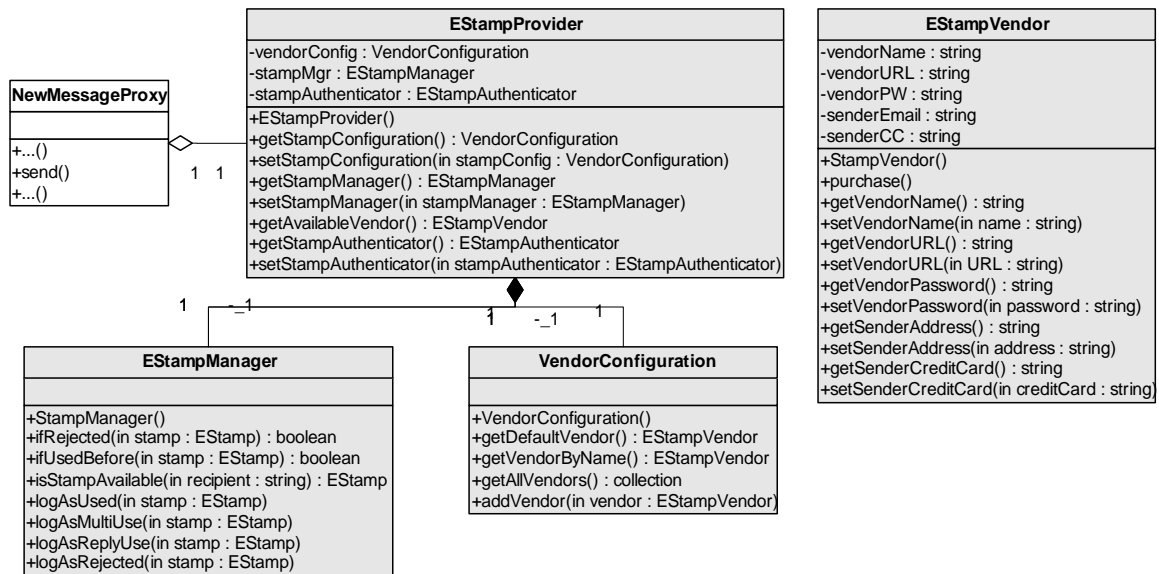 EStampProvider
-vendorConfig : VendorConfiguration
-stampMgr : EStampManager
-stampAuthenticator : EStampAuthenticator
+EStampProvider()
+getStampConfiguration() : VendorConfiguration
+setStampConfiguration(in stampConfig : VendorConfiguration)
+getStampManager() : EStampManager
+setStampManager(in stampManager : EStampManager)
+getAvailableVendor() : EStampVendor
+getStampAuthenticator() : EStampAuthenticator
+setStampAuthenticator(in stampAuthenticator : EStampAuthenticator)
NewMessageProxy
+...()
+send()
+...()
1 1
EStampVendor
-vendorName : string
-vendorURL : string
-vendorPW : string
-senderEmail : string
-senderCC : string
+StampVendor()
+purchase()
+getVendorName() : string
+setVendorName(in name : string)
+getVendorURL() : string
+setVendorURL(in URL : string)
+getVendorPassword() : string
+setVendorPassword(in password : string)
+getSenderAddress() : string
+setSenderAddress(in address : string)
+getSenderCreditCard() : string
+setSenderCreditCard(in creditCard : string)
1 -_1 1 -_1 1
EStampManager
+StampManager()
+ifRejected(in stamp : EStamp) : boolean
+ifUsedBefore(in stamp : EStamp) : boolean
+isStampAvailable(in recipient : string) : EStamp
+logAsUsed(in stamp : EStamp)
+logAsMultiUse(in stamp : EStamp)
+logAsReplyUse(in stamp : EStamp)
+logAsRejected(in stamp : EStamp)
VendorConfiguration
+VendorConfiguration()
+getDefaultVendor() : EStampVendor
+getVendorByName() : EStampVendor
+getAllVendors() : collection
+addVendor(in vendor : EStampVendor)